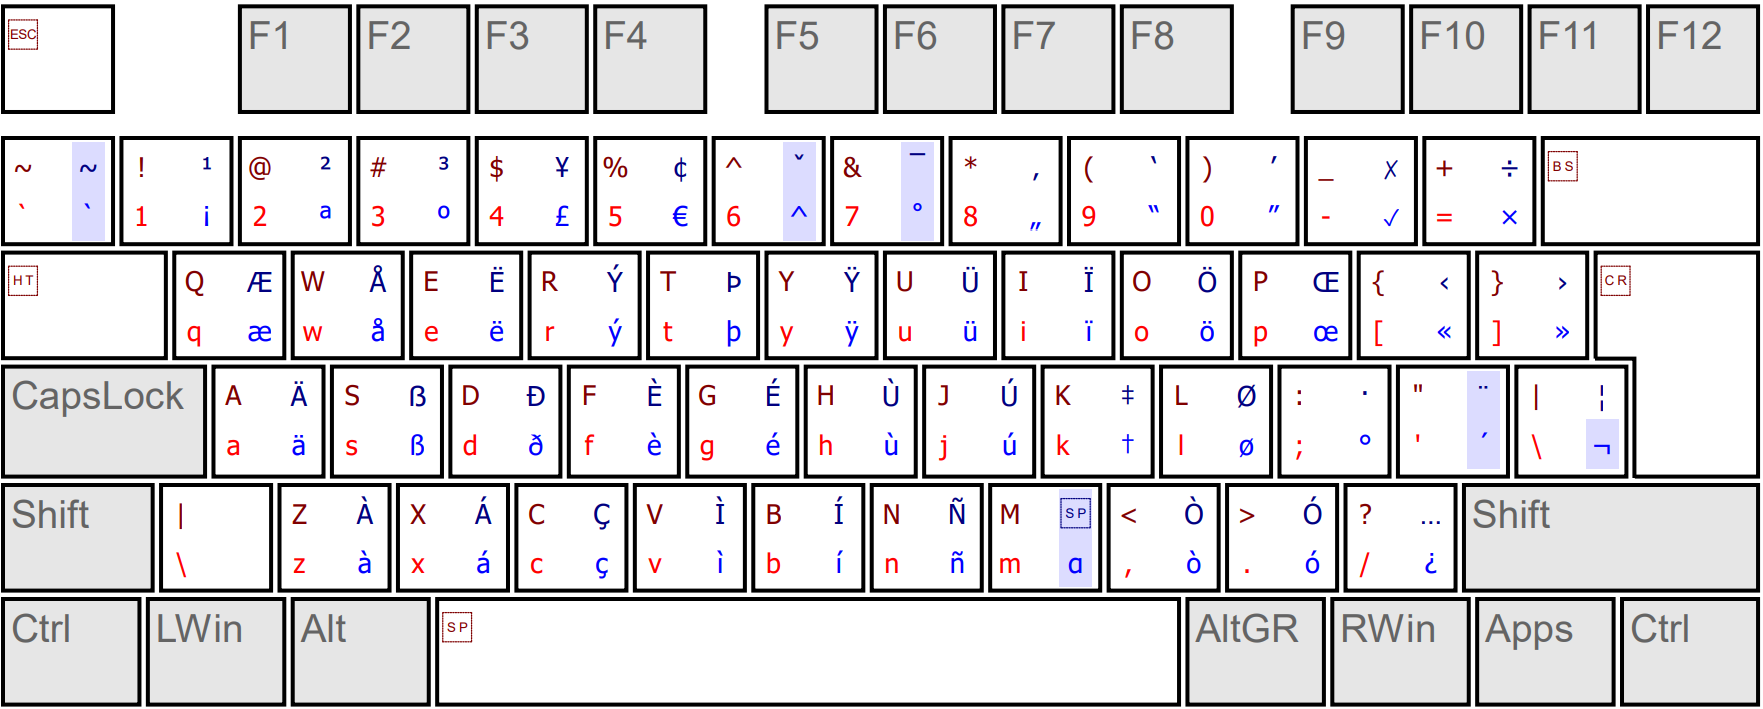 ESC F1 F2 F3 F4 F5 F6 F7 F8 F9 F10 F11 F12
~ ~ ! ¹ @ ² # ³ $ ¥ % ¢ ^ ˇ & ¯ * ‚ ( ‘ ) ’ _ ✗ + ÷ BS
` ` 1 ¡ 2 ª 3 º 4 £ 5 € 6 ^ 7 ° 8 „ 9 “ 0 ” - ✓ = ×
HT Q Æ W Å E Ë R Ý T Þ Y Ÿ U Ü I Ï O Ö P Œ { ‹ } › CR
q æ w å e ë r ý t þ y ÿ u ü i ï o ö p œ [ « ] »
CapsLock A Ä S ẞ D Đ F È G É H Ù J Ú K ‡ L Ø : · " ¨ | ¦
a ä s ß d ð f è g é h ù j ú k † l ø ; ° ' ´ \ ¬
Shift | Z À X Á C Ç V Ì B Í N Ñ M SP < Ò > Ó ? … Shift
\ z à x á c ç v ì b í n ñ m ɑ , ò . ó / ¿
Ctrl LWin Alt SP AltGR RWin Apps Ctrl